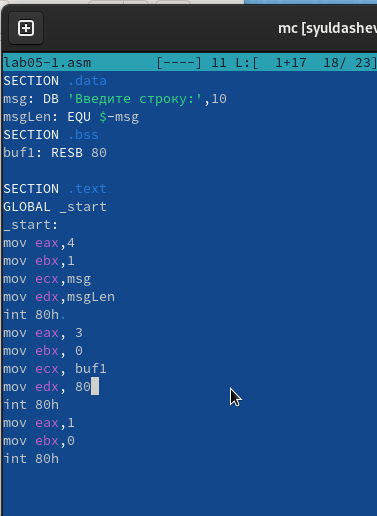 mc [syuldashev
lab05-1.asm [----] 11 L:[ 1+17 18/ 23]
SECTION .data
msg: DB 'Введите строку:',10
msgLen: EQU $-msg
SECTION .bss
buf1: RESB 80
SECTION .text
GLOBAL _start
_start:
mov eax,4
mov ebx,1
mov ecx,msg
mov edx,msgLen
int 80h.
mov eax, 3
mov ebx, 0
mov ecx, buf1
mov edx, 80
int 80h
mov eax,1
mov ebx,0
int 80h